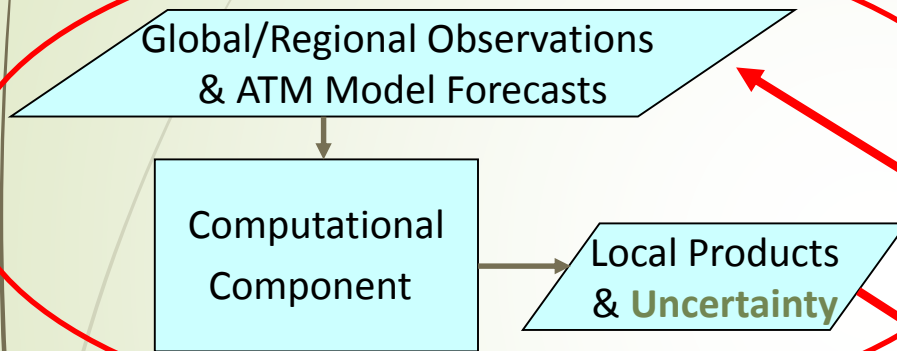 Global/Regional Observations
& ATM Model Forecasts
Computational
Component
Local Products
& Uncertainty